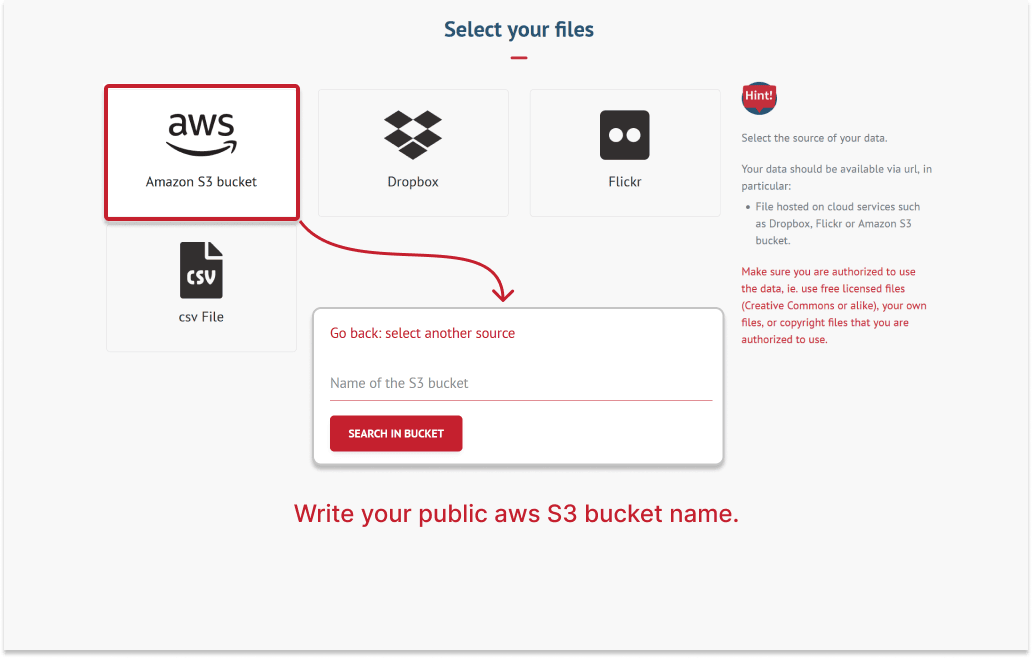 Select your files
aws
Amazon S3 bucket
Dropbox
Flickr
CSV
csv File
Hint!
Select the source of your data.
Your data should be available via url, in
particular:
• File hosted on cloud services such
as Dropbox, Flickr or Amazon S3
bucket.
Make sure you are authorized to use
the data, ie. use free licensed files
(Creative Commons or alike), your own
files, or copyright files that you are
authorized to use.
Go back: select another source
Name of the S3 bucket
SEARCH IN BUCKET
Write your public aws S3 bucket name.